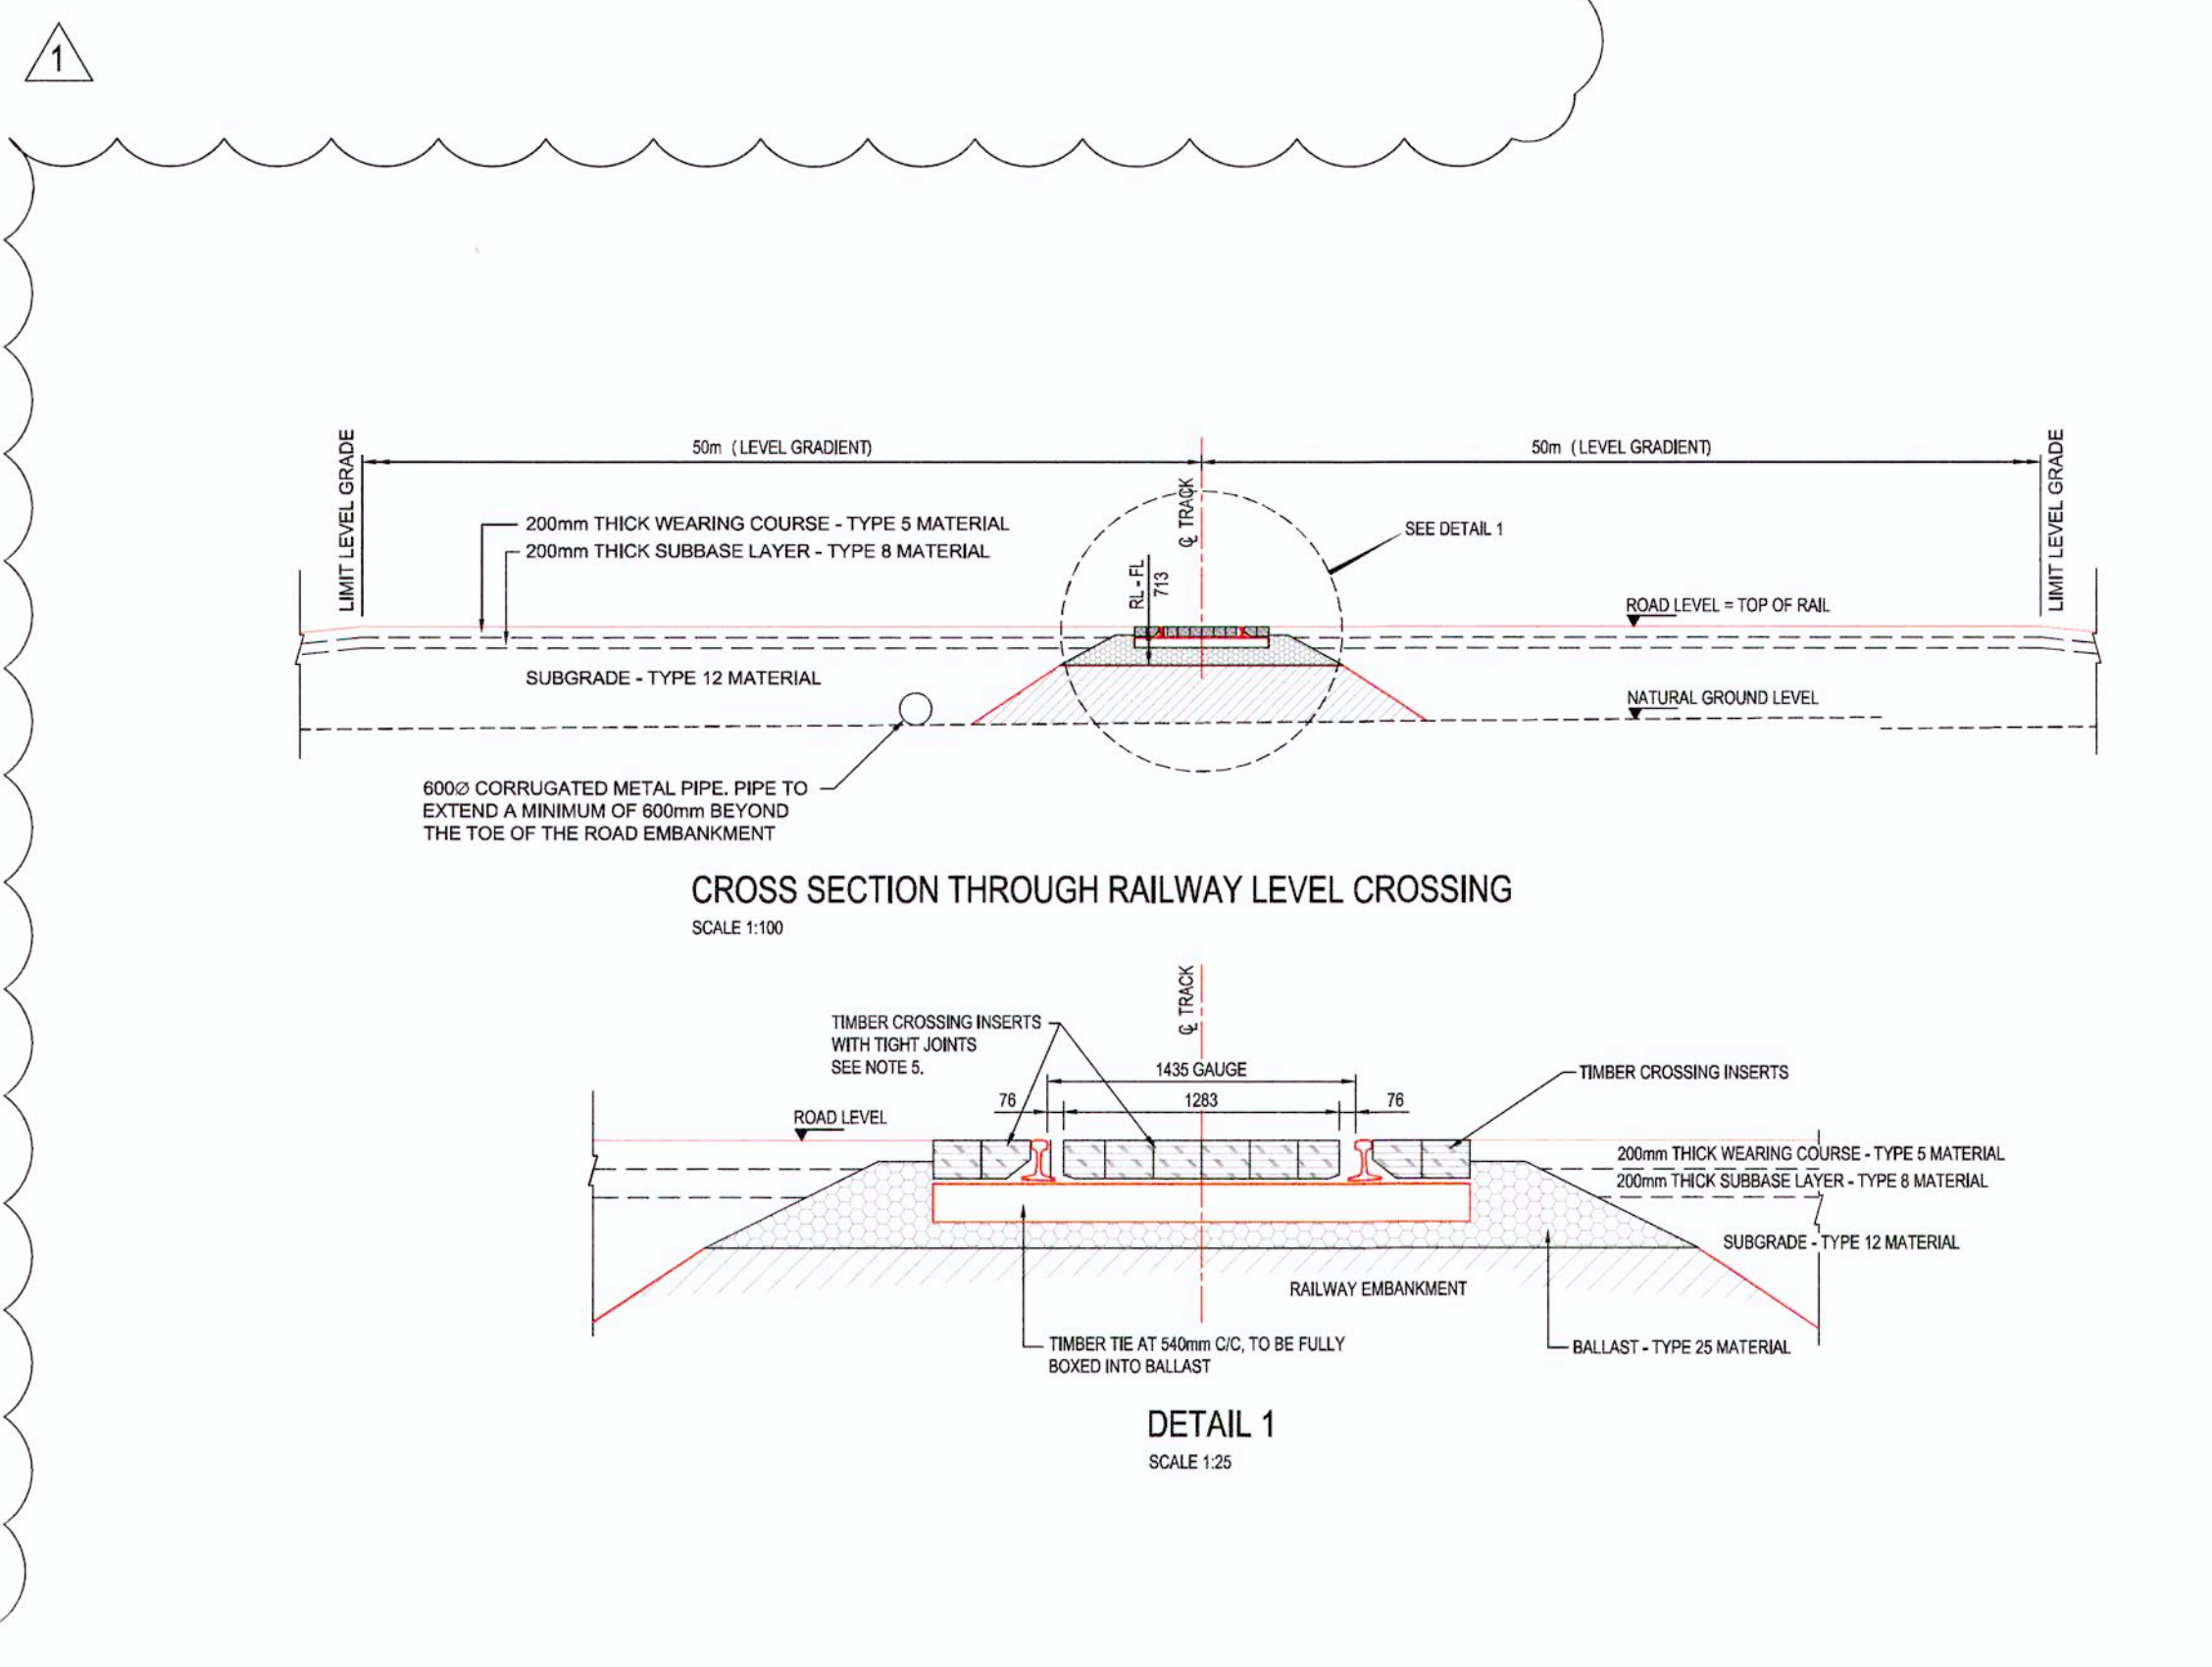 1
50m (LEVEL GRADIENT)
50m (LEVEL GRADIENT)
LIMIT LEVEL GRADE
LIMIT LEVEL GRADE
℄ TRACK
200mm THICK WEARING COURSE - TYPE 5 MATERIAL
200mm THICK SUBBASE LAYER - TYPE 8 MATERIAL
SEE DETAIL 1
RL - FL
713
ROAD LEVEL = TOP OF RAIL
SUBGRADE - TYPE 12 MATERIAL
NATURAL GROUND LEVEL
600Ø CORRUGATED METAL PIPE. PIPE TO
EXTEND A MINIMUM OF 600mm BEYOND
THE TOE OF THE ROAD EMBANKMENT
CROSS SECTION THROUGH RAILWAY LEVEL CROSSING
SCALE 1:100
℄ TRACK
TIMBER CROSSING INSERTS
WITH TIGHT JOINTS
SEE NOTE 5.
1435 GAUGE
TIMBER CROSSING INSERTS
76
1283
76
ROAD LEVEL
200mm THICK WEARING COURSE - TYPE 5 MATERIAL
200mm THICK SUBBASE LAYER - TYPE 8 MATERIAL
SUBGRADE - TYPE 12 MATERIAL
RAILWAY EMBANKMENT
TIMBER TIE AT 540mm C/C, TO BE FULLY
BOXED INTO BALLAST
BALLAST - TYPE 25 MATERIAL
DETAIL 1
SCALE 1:25